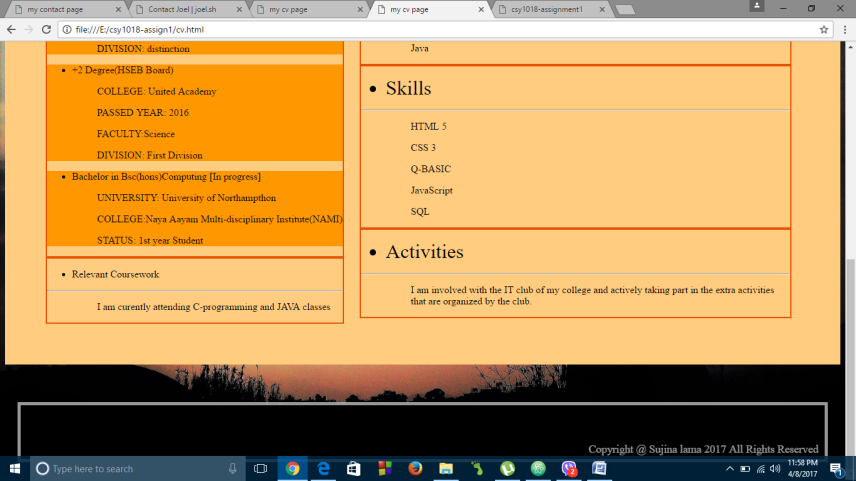 my contact page
Contact Joel | joel.sh
my cv page
my cv page
csy1018-assignment1
file:///E:/csy1018-assign1/cv.html
DIVISION: distinction
+2 Degree(HSEB Board)
COLLEGE: United Academy
PASSED YEAR: 2016
FACULTY:Science
DIVISION: First Division
Bachelor in Bsc(hons)Computing [In progress]
UNIVERSITY: University of Northampthon
COLLEGE:Naya Aayam Multi-disciplinary Institute(NAMI)
STATUS: 1st year Student
Relevant Coursework
I am curently attending C-programming and JAVA classes
Java
Skills
HTML 5
CSS 3
Q-BASIC
JavaScript
SQL
Activities
I am involved with the IT club of my college and actively taking part in the extra activities
that are organized by the club.
Copyright @ Sujina lama 2017 All Rights Reserved
Type here to search
2
11:58 PM
4/8/2017
1